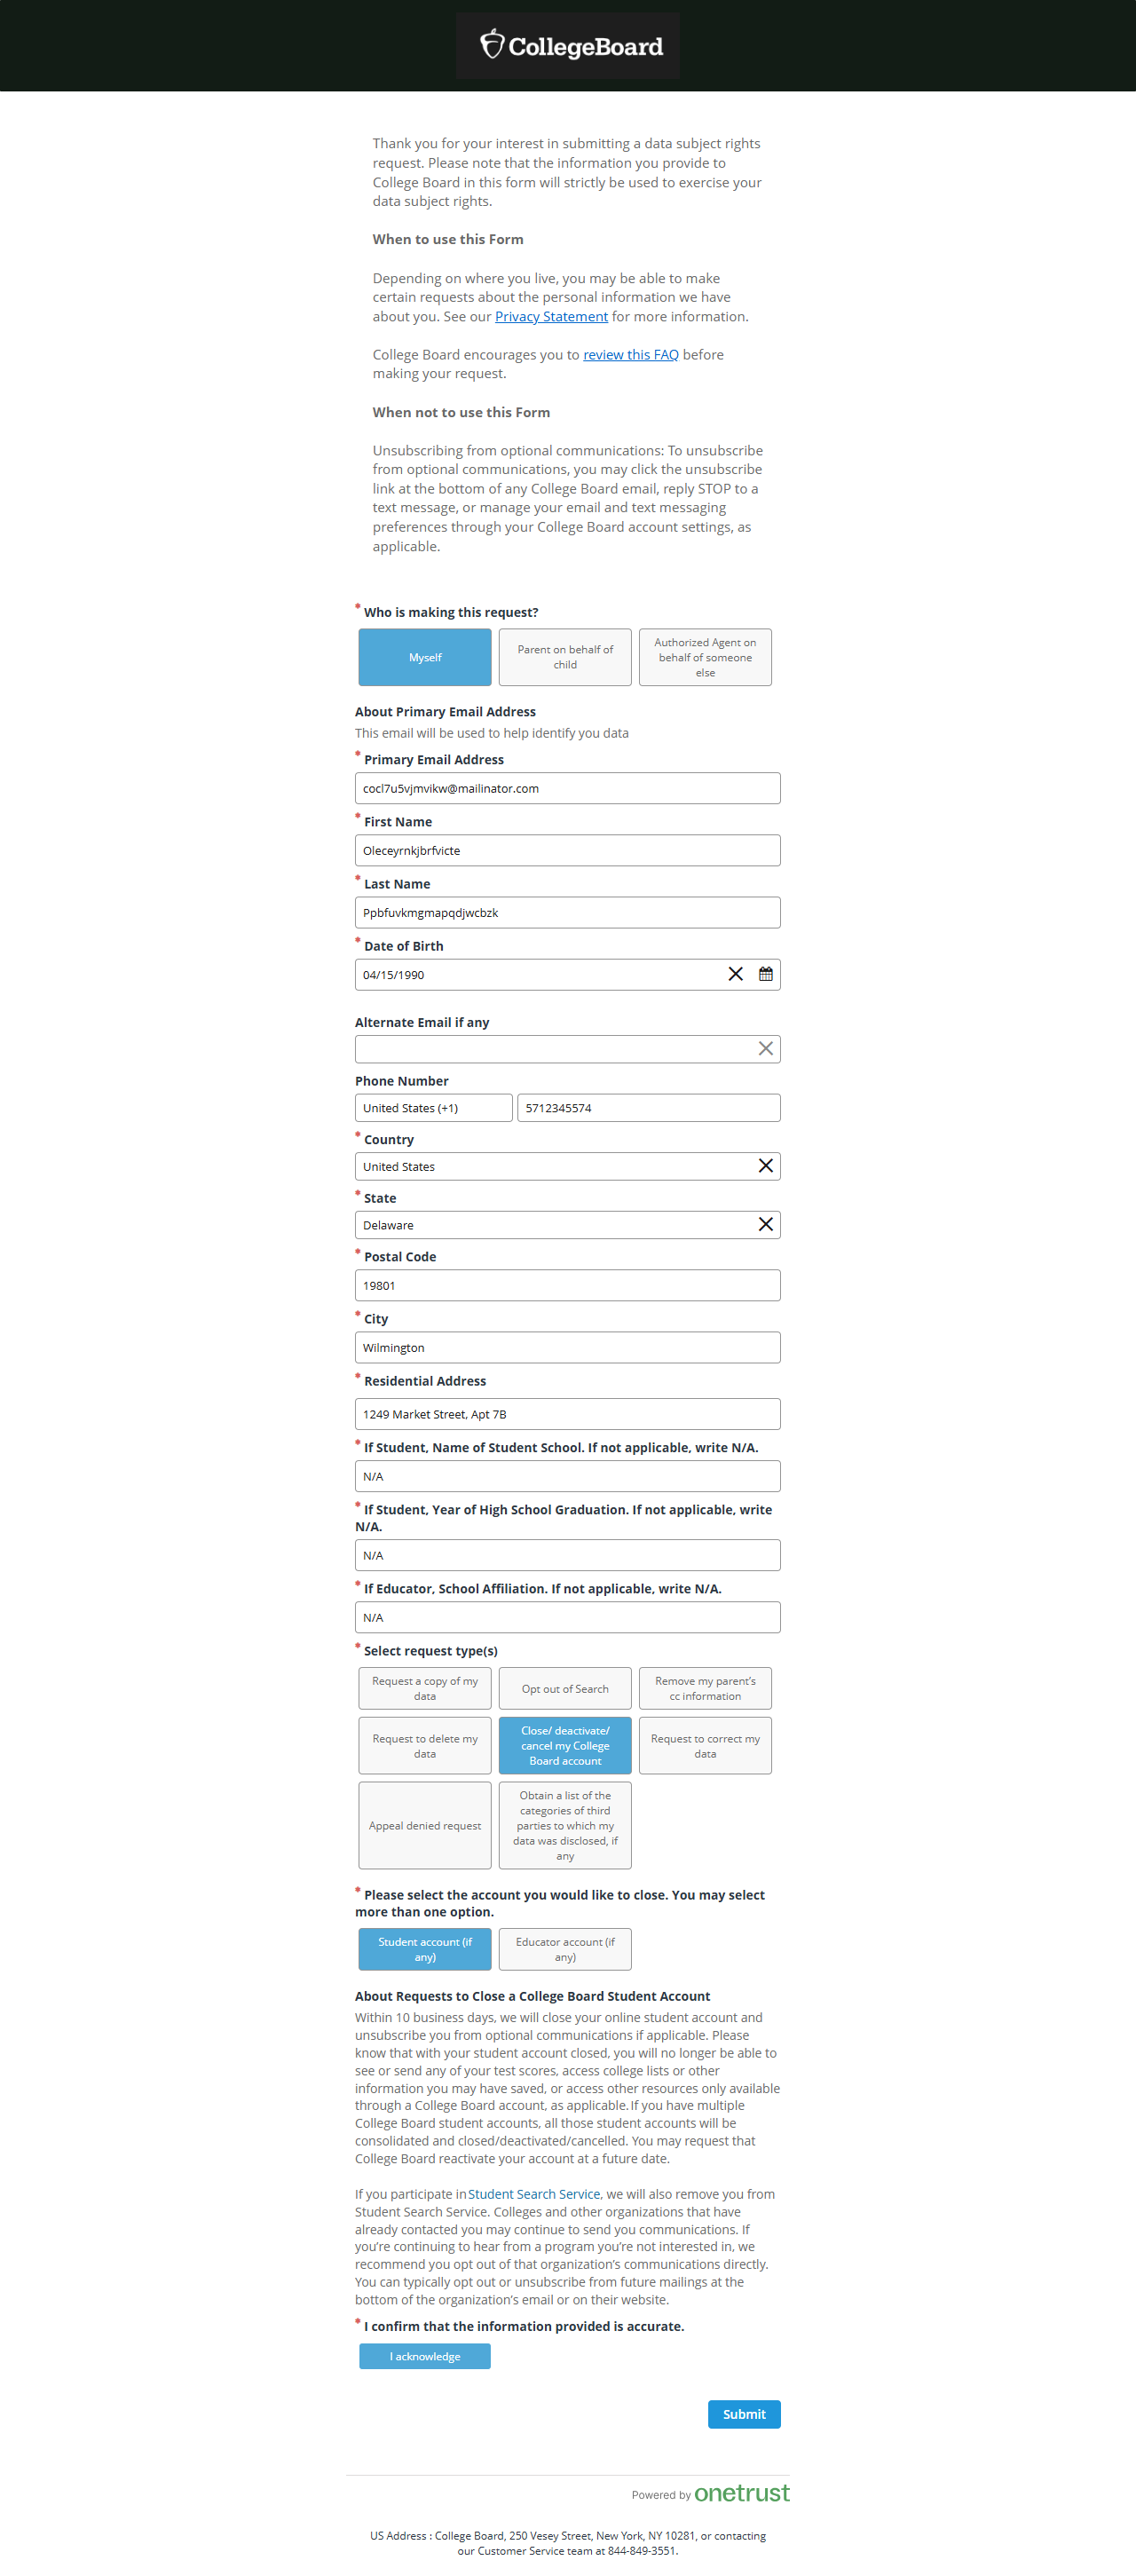 CollegeBoard
Thank you for your interest in submitting a data subject rights
request. Please note that the information you provide to
College Board in this form will strictly be used to exercise your
data subject rights.
When to use this Form
Depending on where you live, you may be able to make
certain requests about the personal information we have
about you. See our Privacy Statement for more information.
College Board encourages you to review this FAQ before
making your request.
When not to use this Form
Unsubscribing from optional communications: To unsubscribe
from optional communications, you may click the unsubscribe
link at the bottom of any College Board email, reply STOP to a
text message, or manage your email and text messaging
preferences through your College Board account settings, as
applicable.
* Who is making this request?
Myself
Parent on behalf of
child
Authorized Agent on
behalf of someone
else
About Primary Email Address
This email will be used to help identify you data
* Primary Email Address
cocl7u5vjmvikw@mailinator.com
* First Name
Oleceyrnkjbrfvicte
* Last Name
Ppbfuvkmgmapqdjwcbzk
* Date of Birth
04/15/1990
Alternate Email if any
Phone Number
United States (+1)
5712345574
* Country
United States
* State
Delaware
* Postal Code
19801
* City
Wilmington
* Residential Address
1249 Market Street, Apt 7B
* If Student, Name of Student School. If not applicable, write N/A.
N/A
* If Student, Year of High School Graduation. If not applicable, write
N/A.
N/A
* If Educator, School Affiliation. If not applicable, write N/A.
N/A
* Select request type(s)
Request a copy of my
data
Opt out of Search
Remove my parent's
cc information
Request to delete my
data
Close/ deactivate/
cancel my College
Board account
Request to correct my
data
Appeal denied request
Obtain a list of the
categories of third
parties to which my
data was disclosed, if
any
* Please select the account you would like to close. You may select
more than one option.
Student account (if
any)
Educator account (if
any)
About Requests to Close a College Board Student Account
Within 10 business days, we will close your online student account and
unsubscribe you from optional communications if applicable. Please
know that with your student account closed, you will no longer be able to
see or send any of your test scores, access college lists or other
information you may have saved, or access other resources only available
through a College Board account, as applicable. If you have multiple
College Board student accounts, all those student accounts will be
consolidated and closed/deactivated/cancelled. You may request that
College Board reactivate your account at a future date.
If you participate in Student Search Service, we will also remove you from
Student Search Service. Colleges and other organizations that have
already contacted you may continue to send you communications. If
you're continuing to hear from a program you're not interested in, we
recommend you opt out of that organization's communications directly.
You can typically opt out or unsubscribe from future mailings at the
bottom of the organization's email or on their website.
* I confirm that the information provided is accurate.
I acknowledge
Submit
Powered by onetrust
US Address : College Board, 250 Vesey Street, New York, NY 10281, or contacting
our Customer Service team at 844-849-3551.